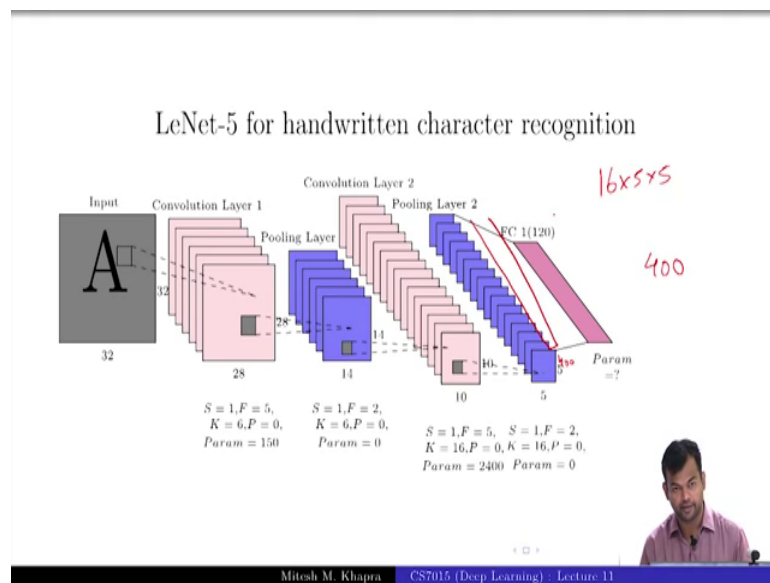 LeNet-5 for handwritten character recognition
16x5x5
400
Input
Convolution Layer 1
Pooling Layer
Convolution Layer 2
Pooling Layer 2
FC 1(120)
A
32
32
28
28
14
14
10
10
5
5
400
Param
=?
S = 1,F = 5,
K = 6,P = 0,
Param = 150
S = 1,F = 2,
K = 6,P = 0,
Param = 0
S = 1,F = 5,
K = 16,P = 0,
Param = 2400
S = 1,F = 2,
K = 16,P = 0,
Param = 0
Mitesh M. Khapra CS7015 (Deep Learning) : Lecture 11